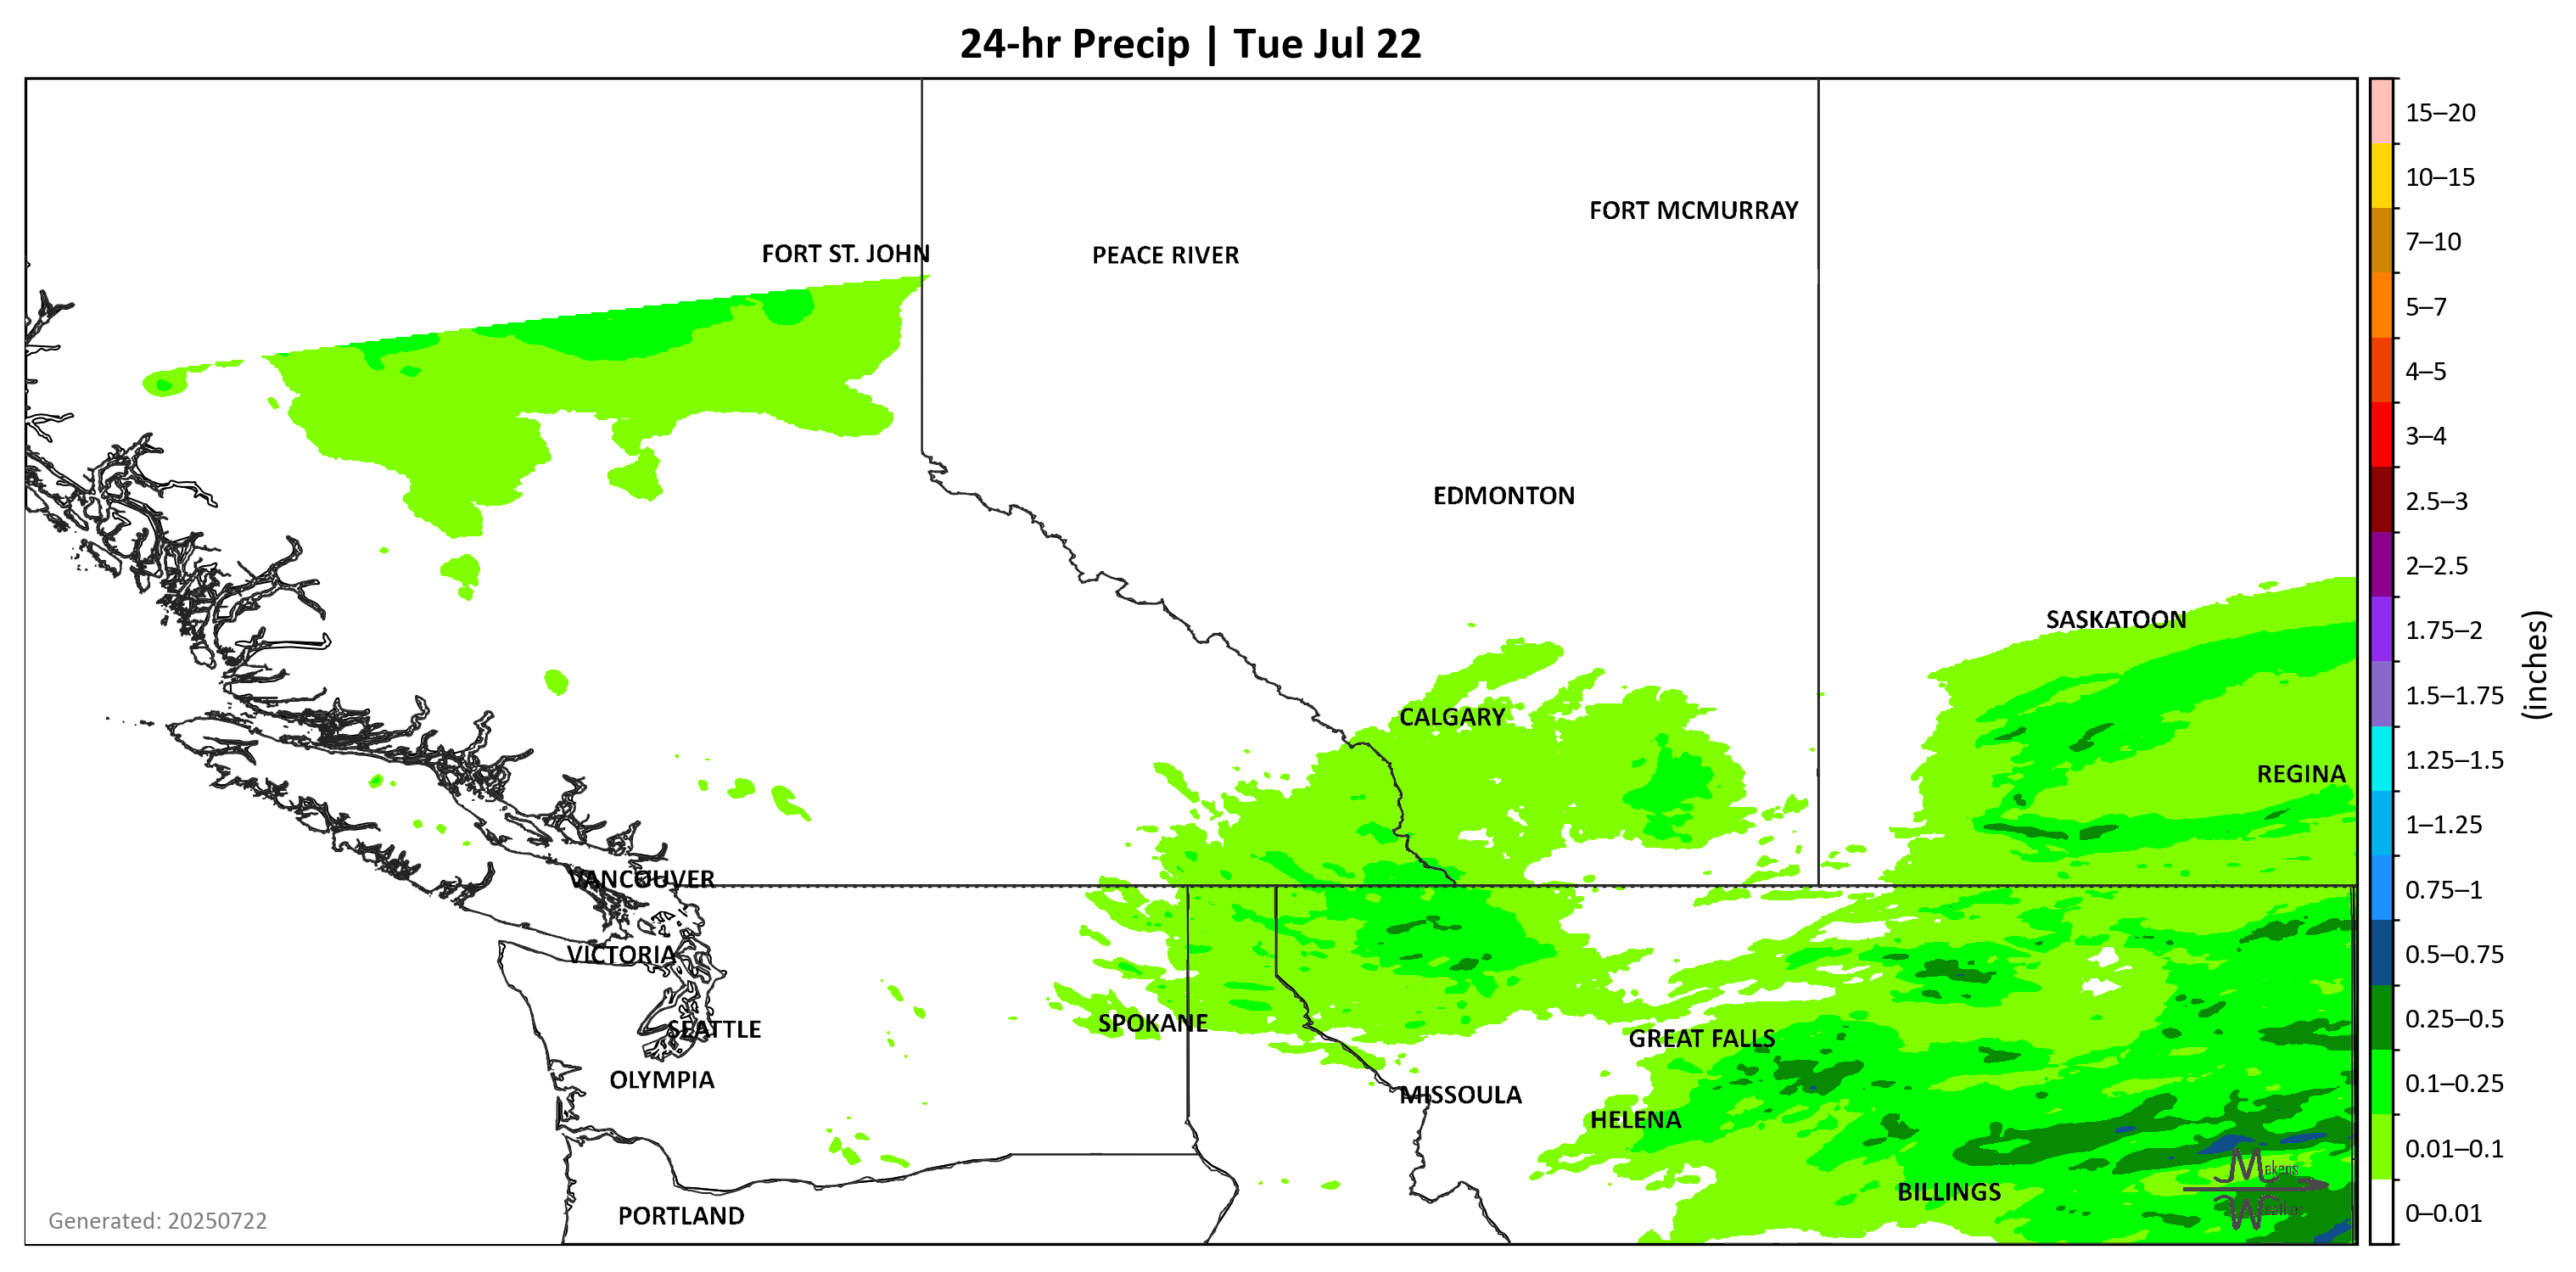 24-hr Precip | Tue Jul 22
15–20
10–15
FORT MCMURRAY
7–10
FORT ST. JOHN
PEACE RIVER
5–7
4–5
3–4
EDMONTON
2.5–3
2–2.5
SASKATOON
1.75–2
(inches)
1.5–1.75
CALGARY
1.25–1.5
REGINA
1–1.25
VANCOUVER
0.75–1
VICTORIA
0.5–0.75
SPOKANE
0.25–0.5
SEATTLE
GREAT FALLS
OLYMPIA
0.1–0.25
MISSOULA
HELENA
0.01–0.1
Makens
BILLINGS
Weather
PORTLAND
0–0.01
Generated: 20250722